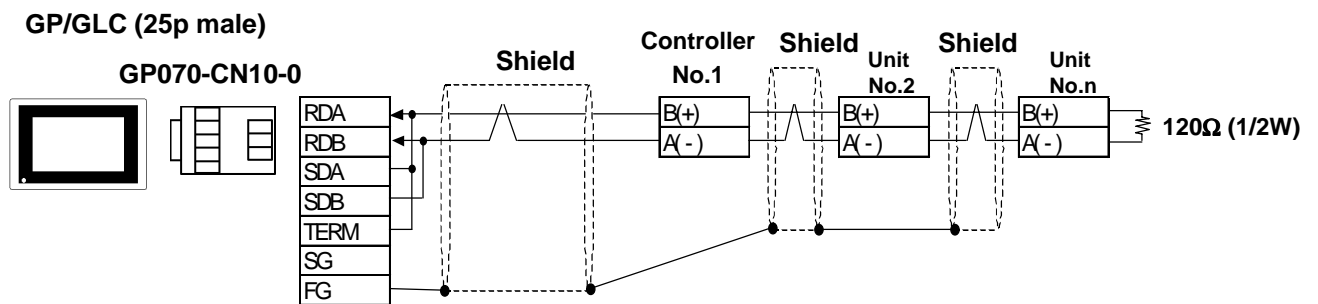 GP/GLC (25p male)
GP070-CN10-0
Shield
Controller
No.1
Shield
Unit
No.2
Shield
Unit
No.n
RDA
RDB
SDA
SDB
TERM
SG
FG
B(+)
A( - )
B(+)
A( - )
B(+)
A( - )
120Ω (1/2W)